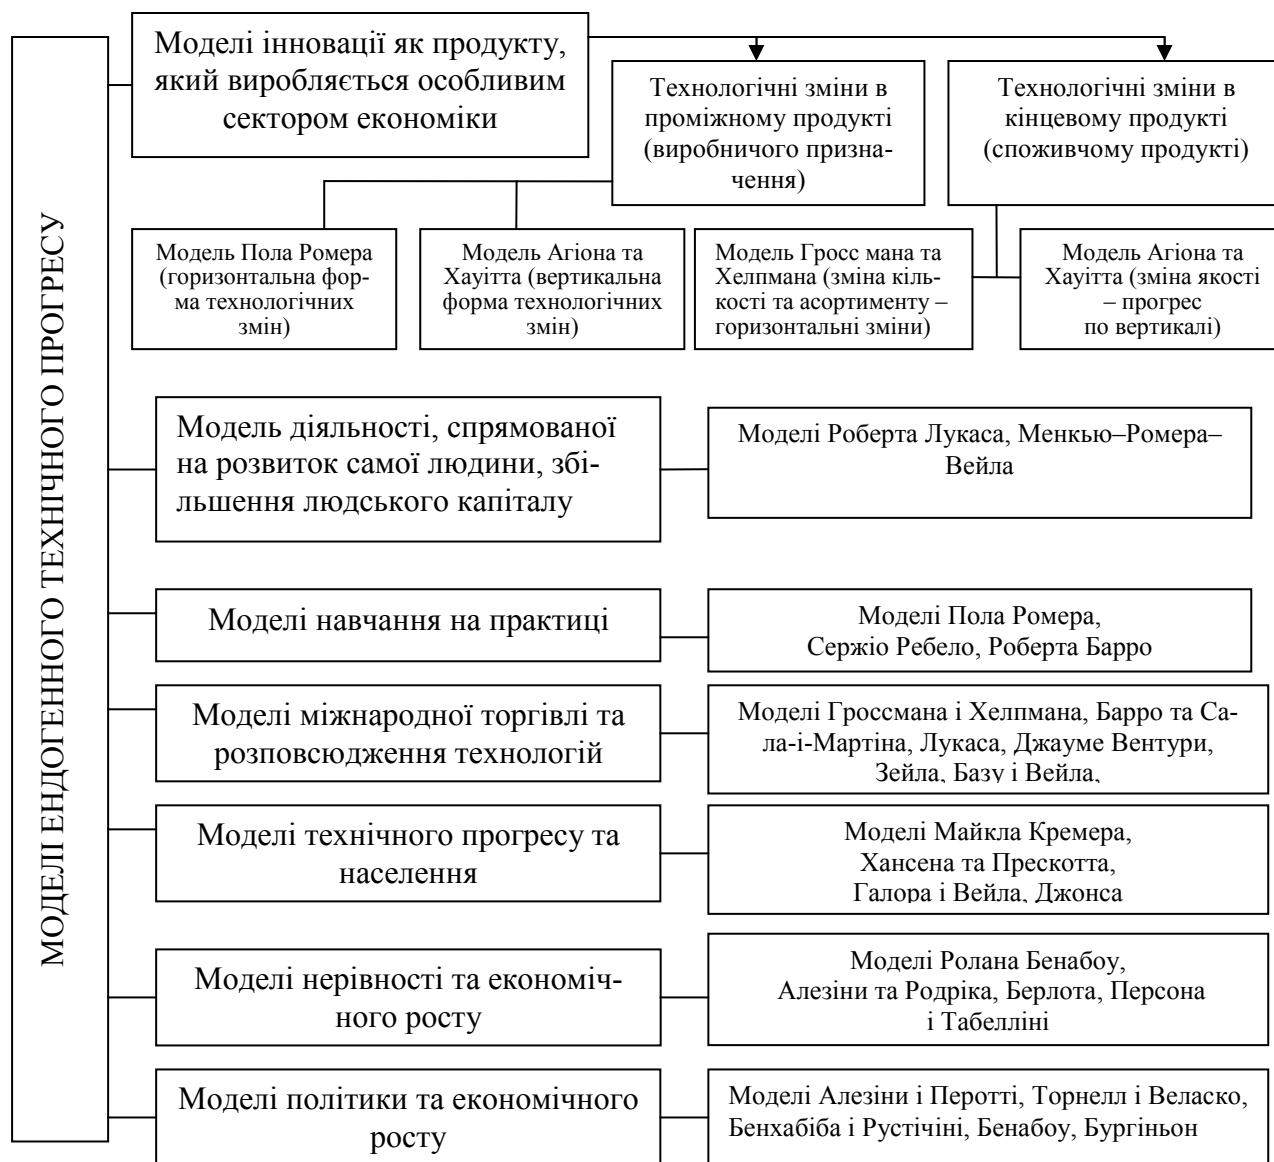 МОДЕЛІ ЕНДОГЕННОГО ТЕХНІЧНОГО ПРОГРЕСУ
Моделі інновації як продукту,
який виробляється особливим
сектором економіки
Технологічні зміни в
проміжному продукті
(виробничого призна-
чення)
Технологічні зміни в
кінцевому продукті
(споживчому продукті)
Модель Пола Ромера
(горизонтальна фор-
ма технологічних
змін)
Модель Агіона та
Хауітта (вертикальна
форма технологічних
змін)
Модель Гросс мана та
Хелпмана (зміна кіль-
кості та асортименту –
горизонтальні зміни)
Модель Агіона та
Хауітта (зміна якості
– прогрес
по вертикалі)
Модель діяльності, спрямованої
на розвиток самої людини, збі-
льшення людського капіталу
Моделі Роберта Лукаса, Менкью–Ромера–
Вейла
Моделі навчання на практиці
Моделі Пола Ромера,
Сержіо Ребело, Роберта Барро
Моделі міжнародної торгівлі та
розповсюдження технологій
Моделі Гроссмана і Хелпмана, Барро та Са-
ла-і-Мартіна, Лукаса, Джауме Вентури,
Зейла, Базу і Вейла,
Моделі технічного прогресу та
населення
Моделі Майкла Кремера,
Хансена та Прескотта,
Галора і Вейла, Джонса
Моделі нерівності та економіч-
ного росту
Моделі Ролана Бенабоу,
Алезіни та Родріка, Берлота, Персона
і Табелліні
Моделі політики та економічного
росту
Моделі Алезіни і Перотті, Торнелл і Веласко,
Бенхабіба і Рустічіні, Бенабоу, Бургіньон